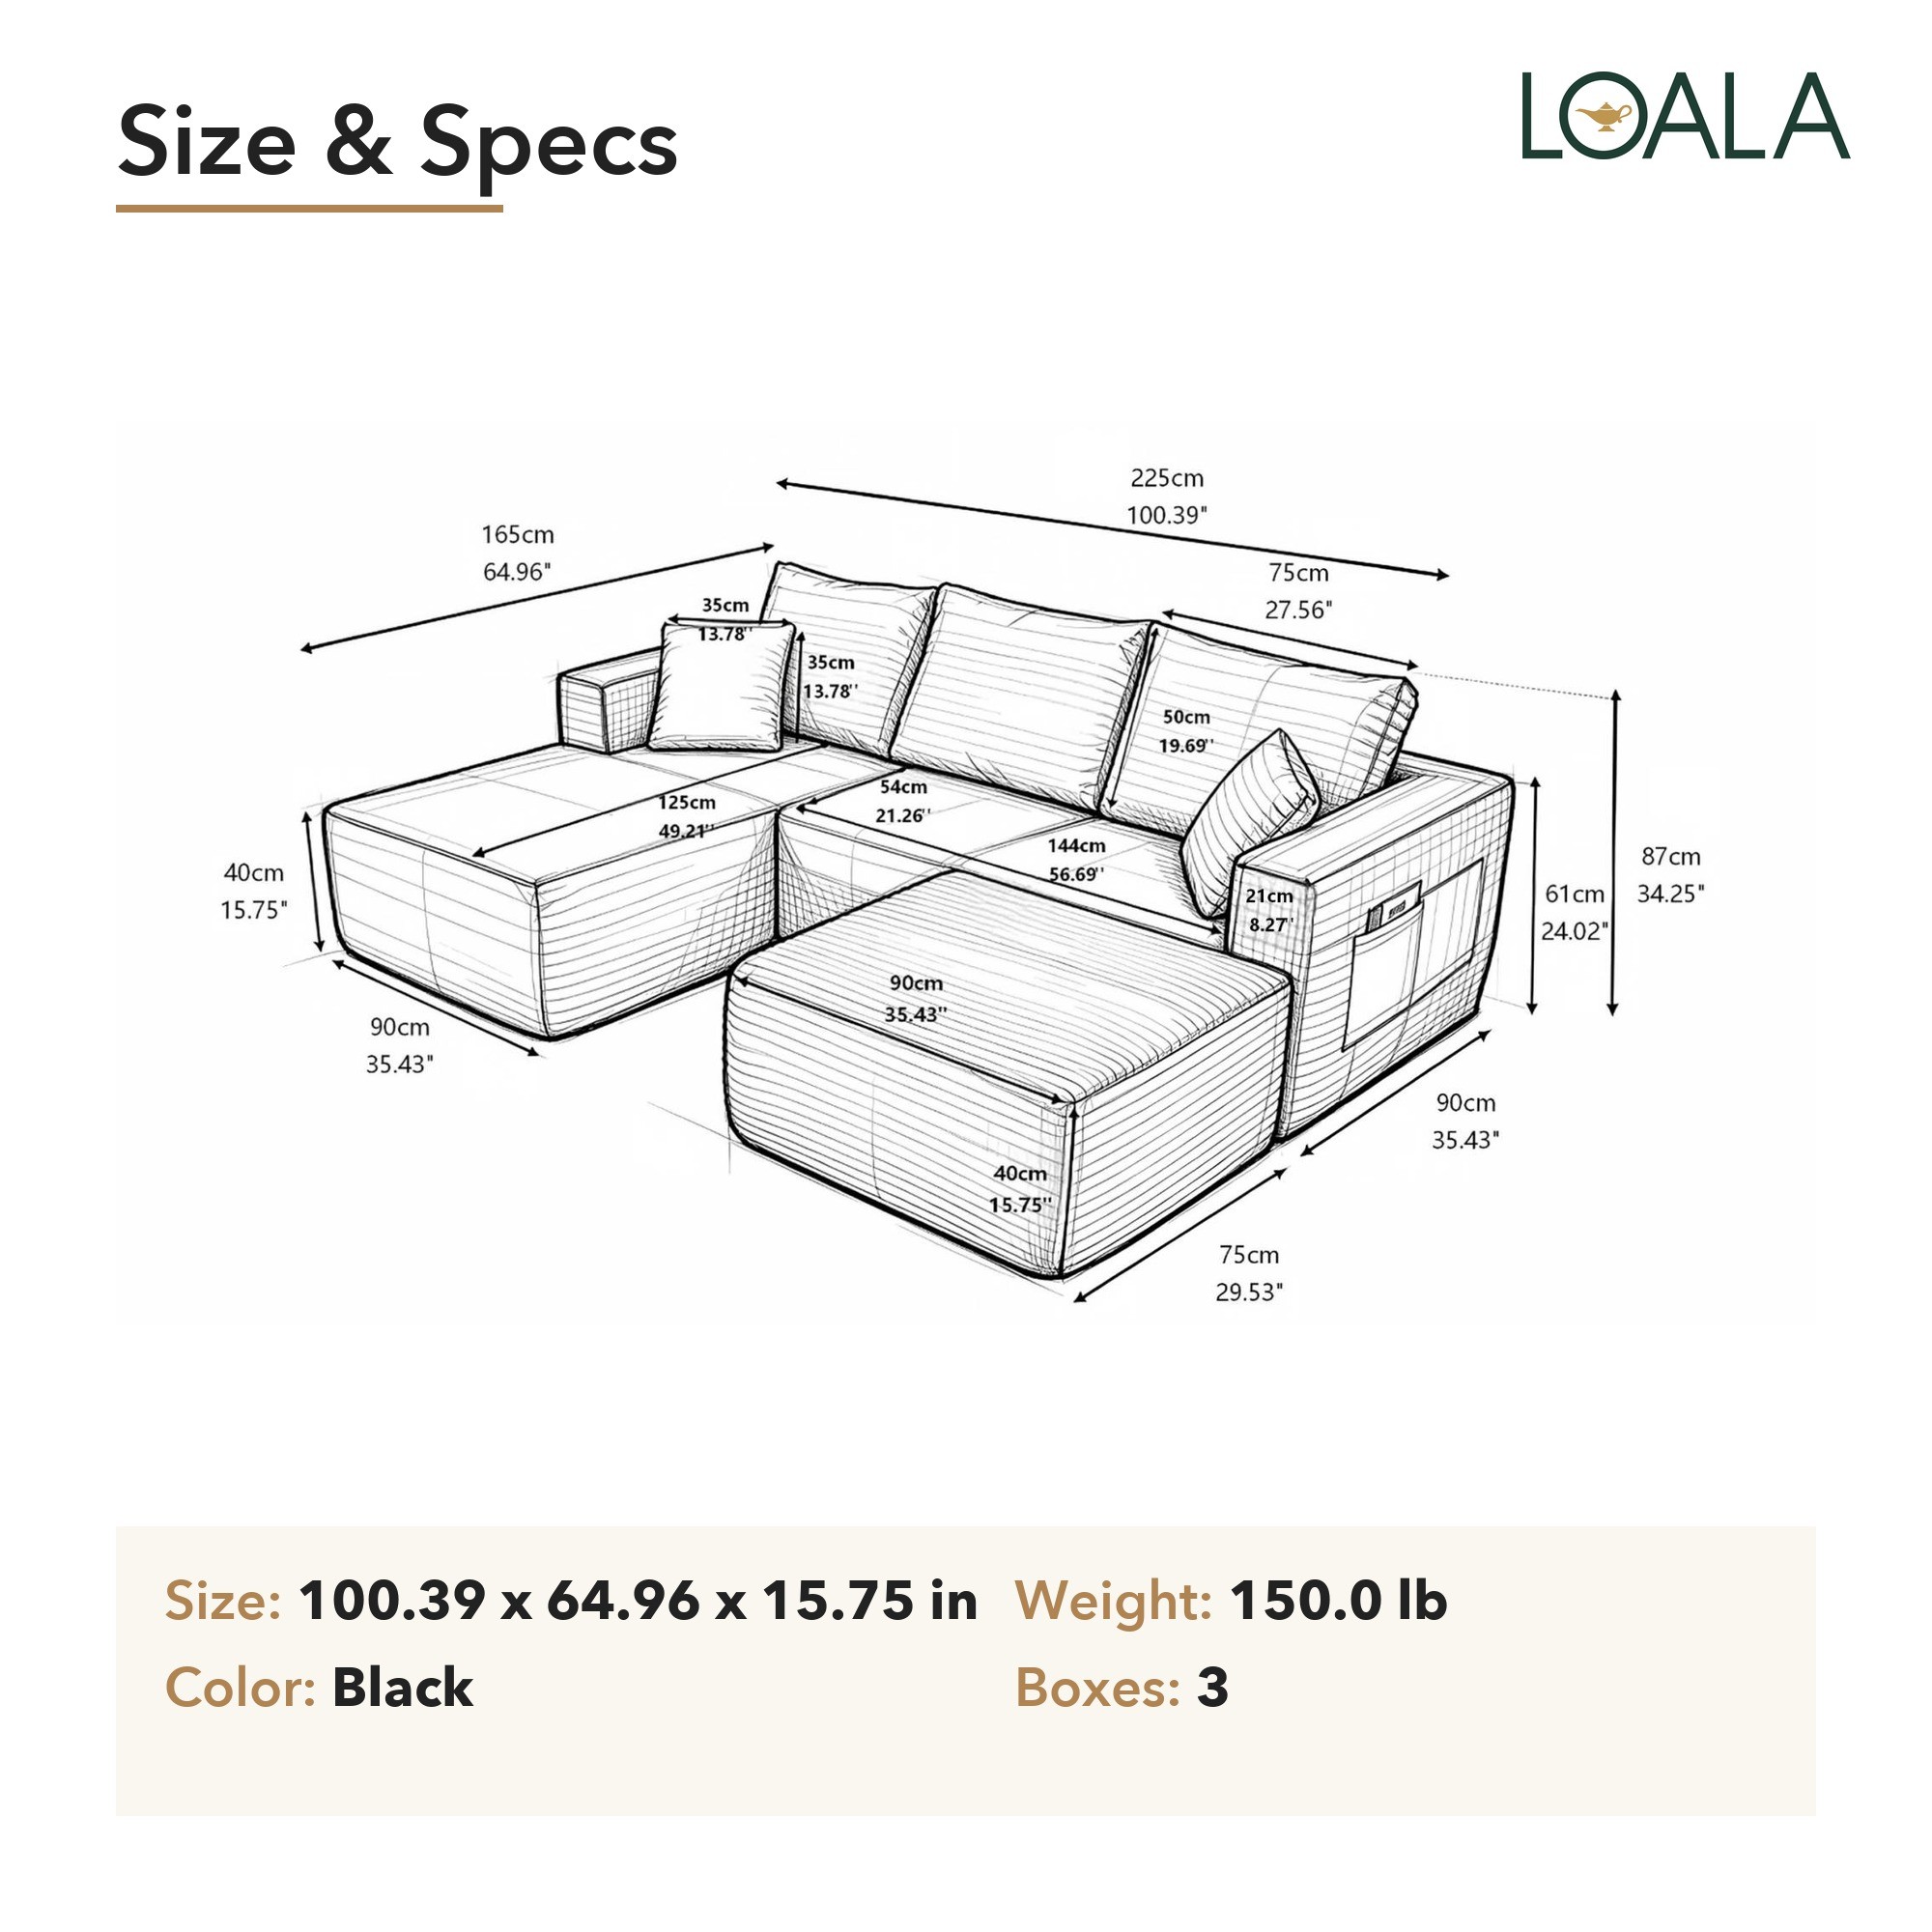 Size & Specs
LOALA
225cm
100.39"
165cm
64.96"
75cm
27.56"
35cm
13.78''
35cm
13.78''
50cm
19.69''
54cm
21.26''
125cm
49.21''
144cm
56.69''
21cm
8.27''
87cm
34.25"
61cm
24.02"
40cm
15.75"
90cm
35.43"
90cm
35.43"
90cm
35.43"
40cm
15.75"
75cm
29.53"
Size: 100.39 x 64.96 x 15.75 in
Weight: 150.0 lb
Color: Black
Boxes: 3